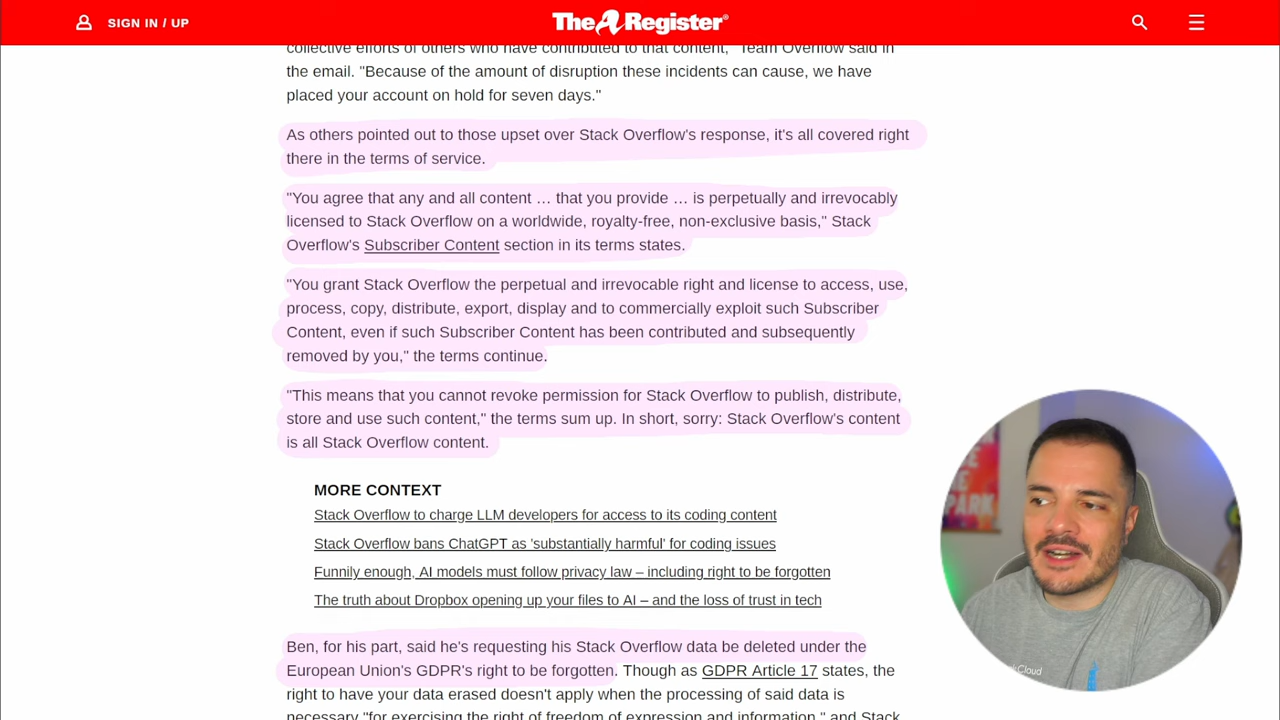 SIGN IN / UP
The Register®
collective efforts of others who have contributed to that content," Team Overflow said in
the email. "Because of the amount of disruption these incidents can cause, we have
placed your account on hold for seven days."
As others pointed out to those upset over Stack Overflow's response, it's all covered right
there in the terms of service.
"You agree that any and all content … that you provide … is perpetually and irrevocably
licensed to Stack Overflow on a worldwide, royalty-free, non-exclusive basis," Stack
Overflow's Subscriber Content section in its terms states.
"You grant Stack Overflow the perpetual and irrevocable right and license to access, use,
process, copy, distribute, export, display and to commercially exploit such Subscriber
Content, even if such Subscriber Content has been contributed and subsequently
removed by you," the terms continue.
"This means that you cannot revoke permission for Stack Overflow to publish, distribute,
store and use such content," the terms sum up. In short, sorry: Stack Overflow's content
is all Stack Overflow content.
MORE CONTEXT
Stack Overflow to charge LLM developers for access to its coding content
Stack Overflow bans ChatGPT as 'substantially harmful' for coding issues
Funnily enough, AI models must follow privacy law – including right to be forgotten
The truth about Dropbox opening up your files to AI – and the loss of trust in tech
Ben, for his part, said he's requesting his Stack Overflow data be deleted under the
European Union's GDPR's right to be forgotten. Though as GDPR Article 17 states, the
right to have your data erased doesn't apply when the processing of said data is
necessary "for exercising the right of freedom of expression and information," and Stack